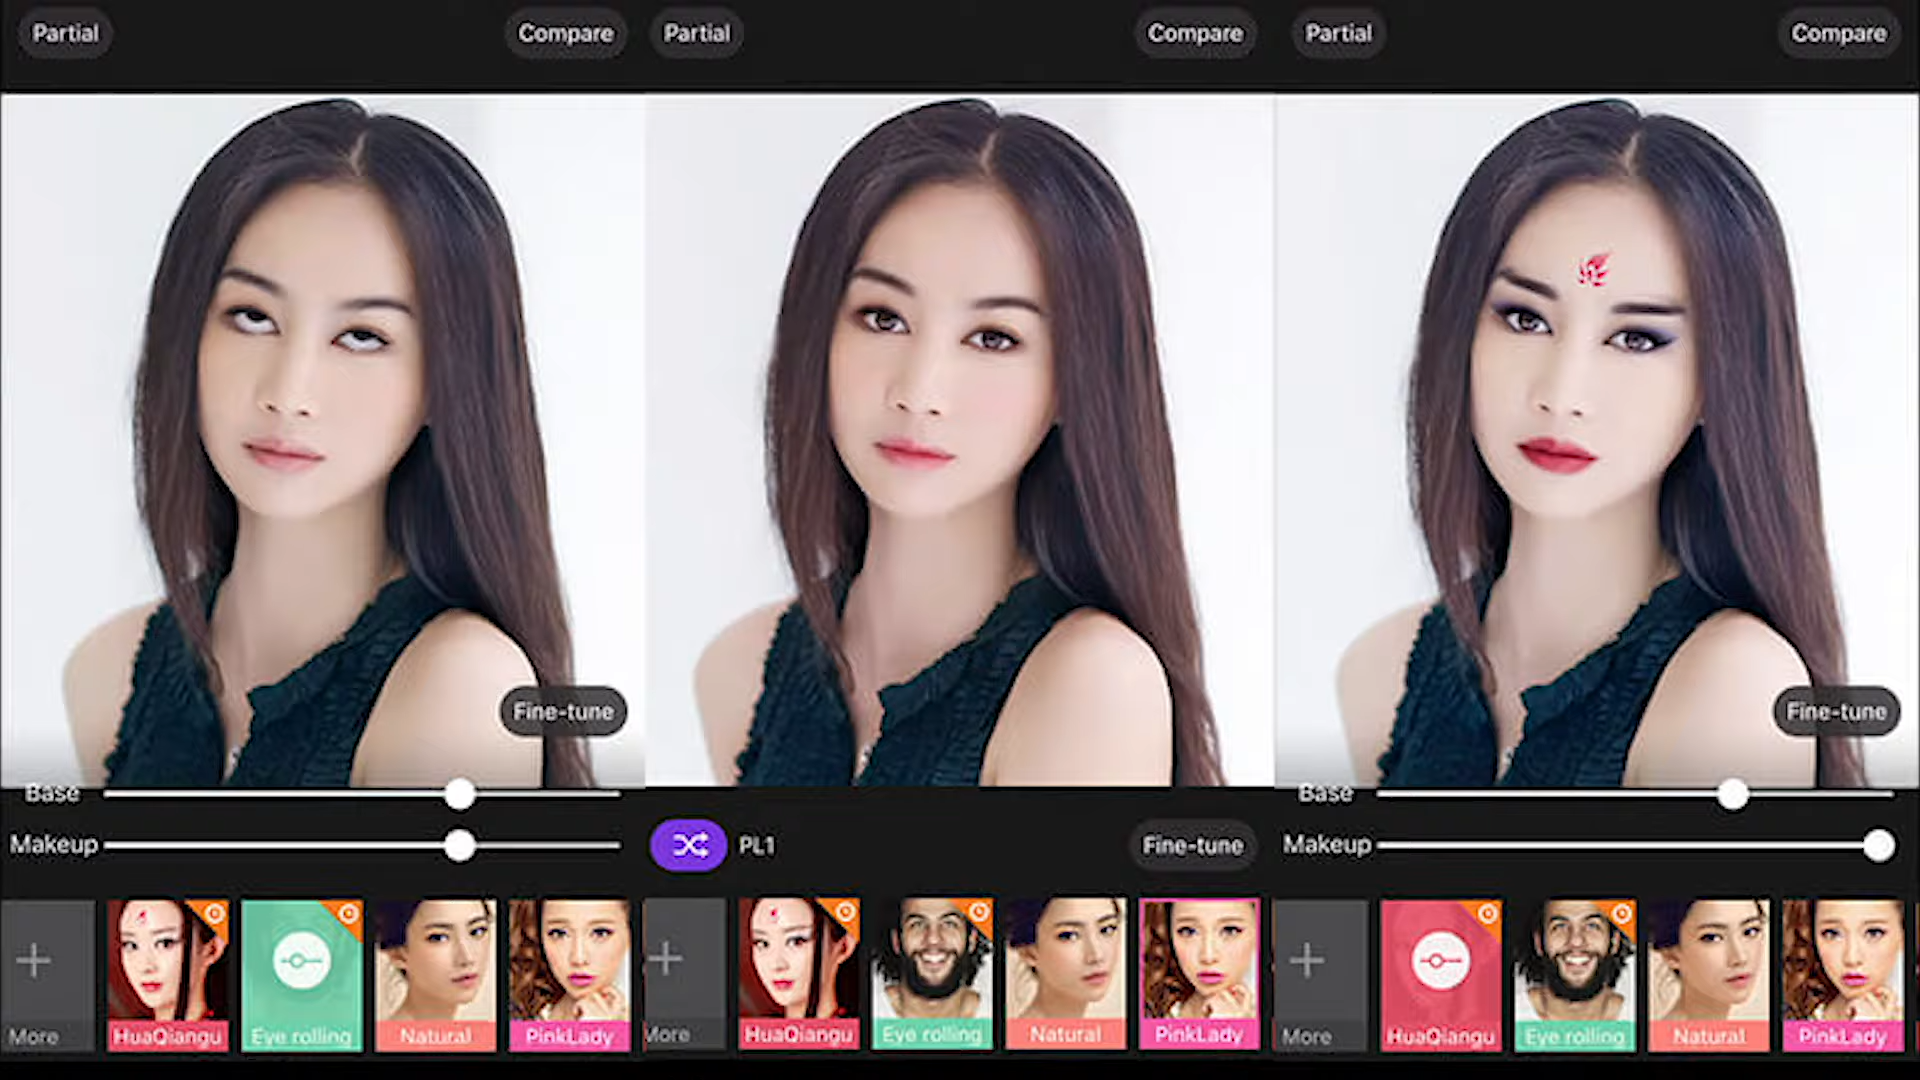 Partial
Compare
Partial
Compare
Partial
Compare
Fine-tune
Fine-tune
Base
Base
Makeup
PL1
Fine-tune
Makeup
More
HuaQiangu
Eye rolling
Natural
PinkLady
More
HuaQiangu
Eye rolling
Natural
PinkLady
More
HuaQiangu
Eye rolling
Natural
PinkLady